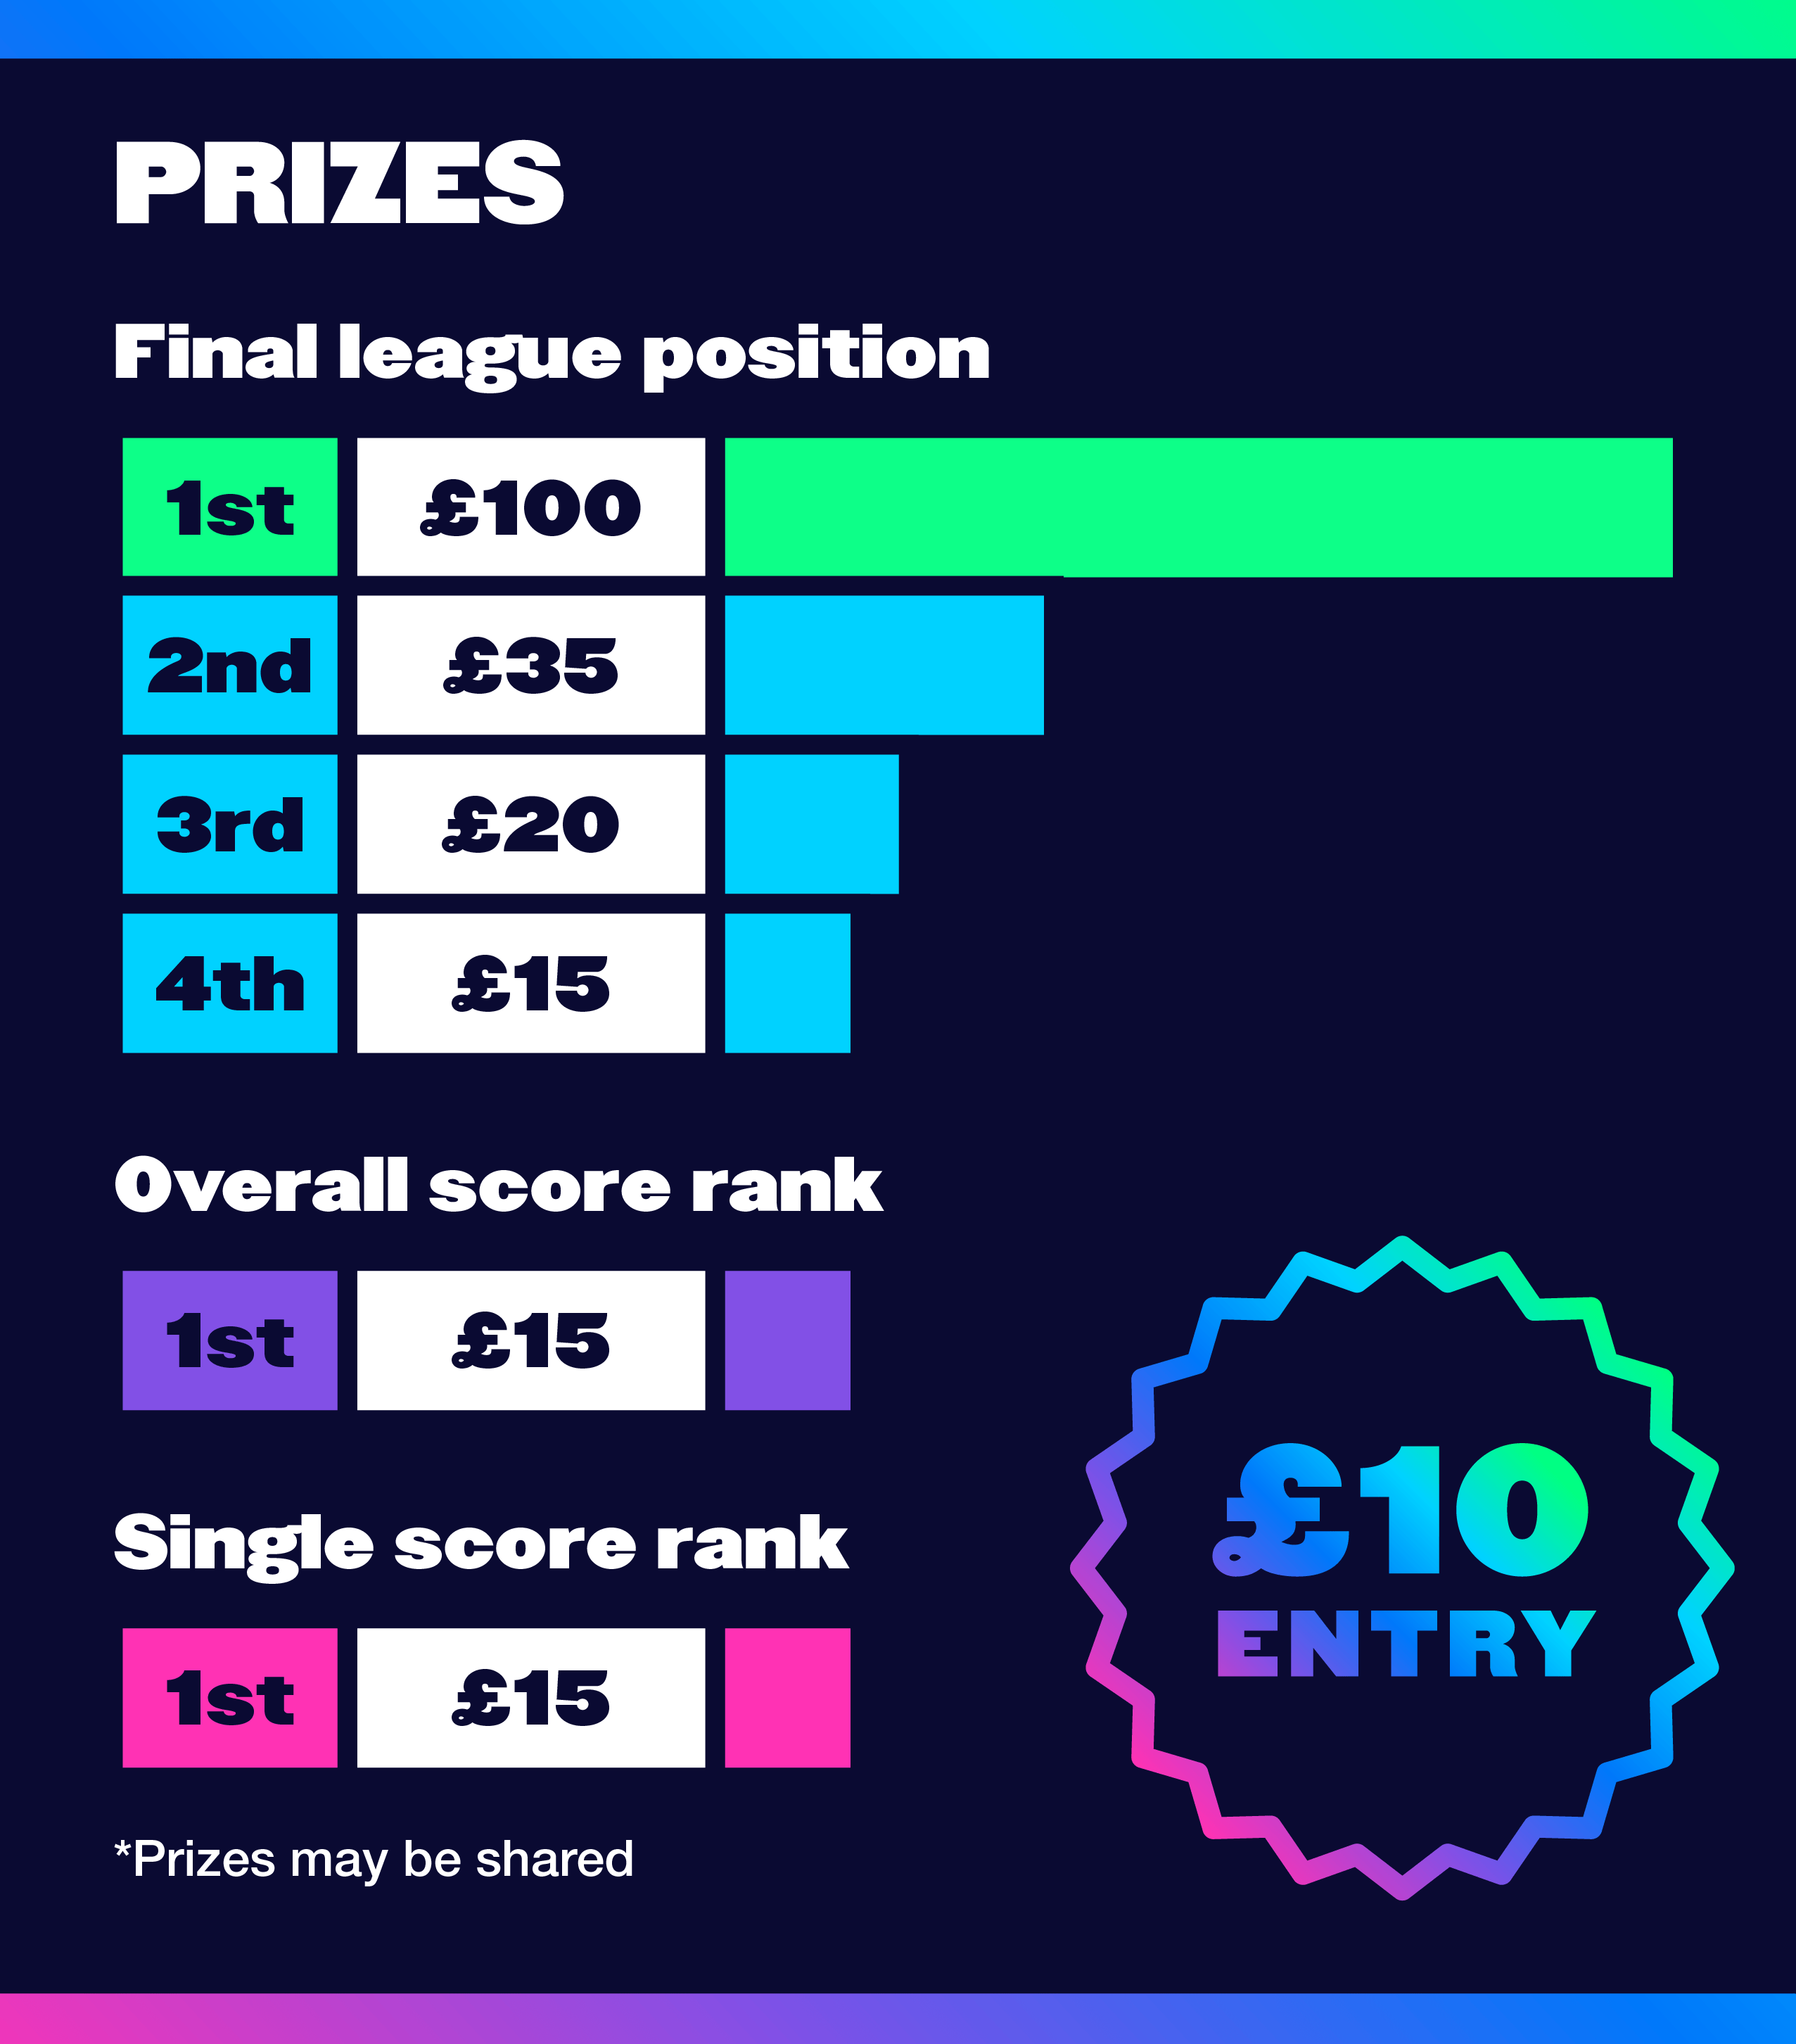 PRIZES
Final league position
1st £100
2nd £35
3rd £20
4th £15
Overall score rank
1st £15
Single score rank
1st £15
*Prizes may be shared
£10
ENTRY